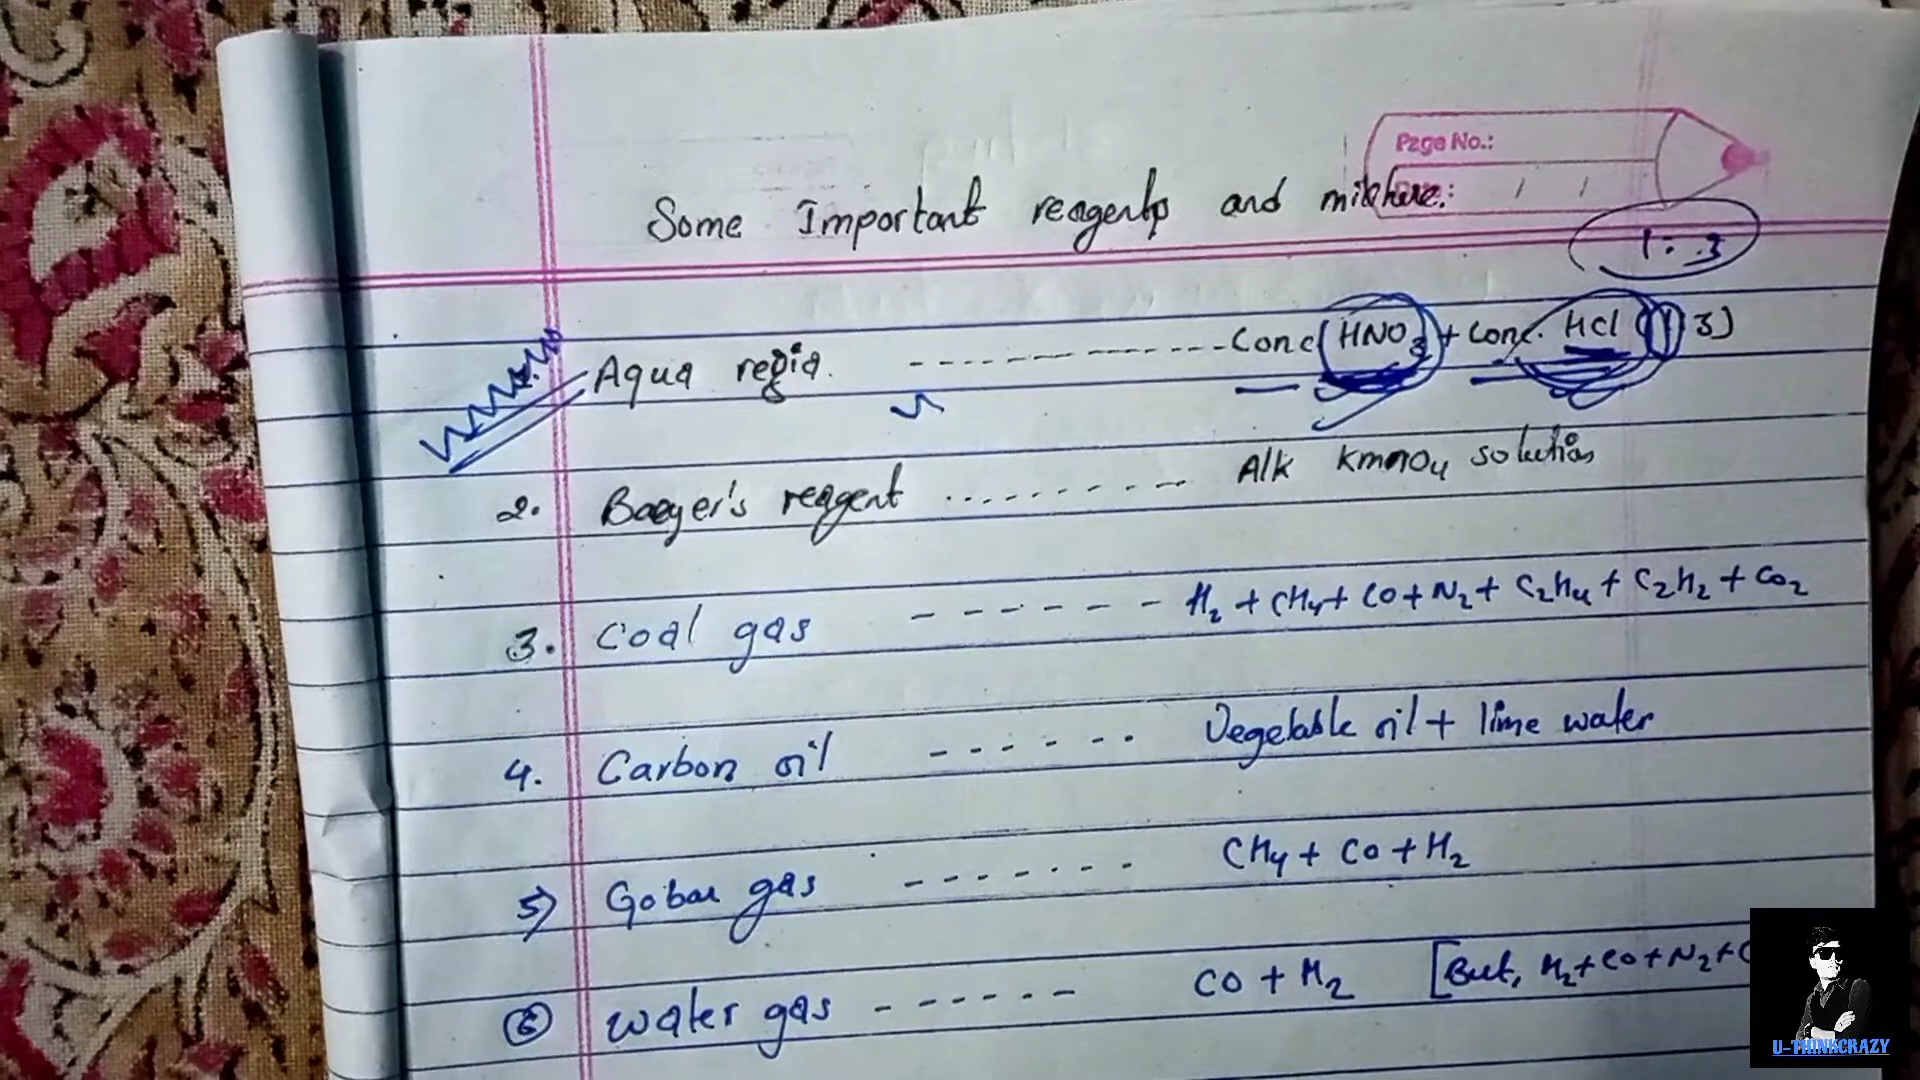 Page No.:
Some Important reagents and mixture:
1:3
1. Aqua regia. ------------ Conc HNO3 + Conc. HCl (1:3)
2. Baeyer's reagent .......... Alk kmno4 solution
3. Coal gas ------- H2 + CH4 + CO + N2 + C2H4 + C2H2 + CO2
4. Carbon oil ------- Vegetable oil + lime water
5) Gobar gas ------- CH4 + CO + H2
6 water gas ------ CO + H2 [But, H2 + CO + N2 + C
U-THINKCRAZY